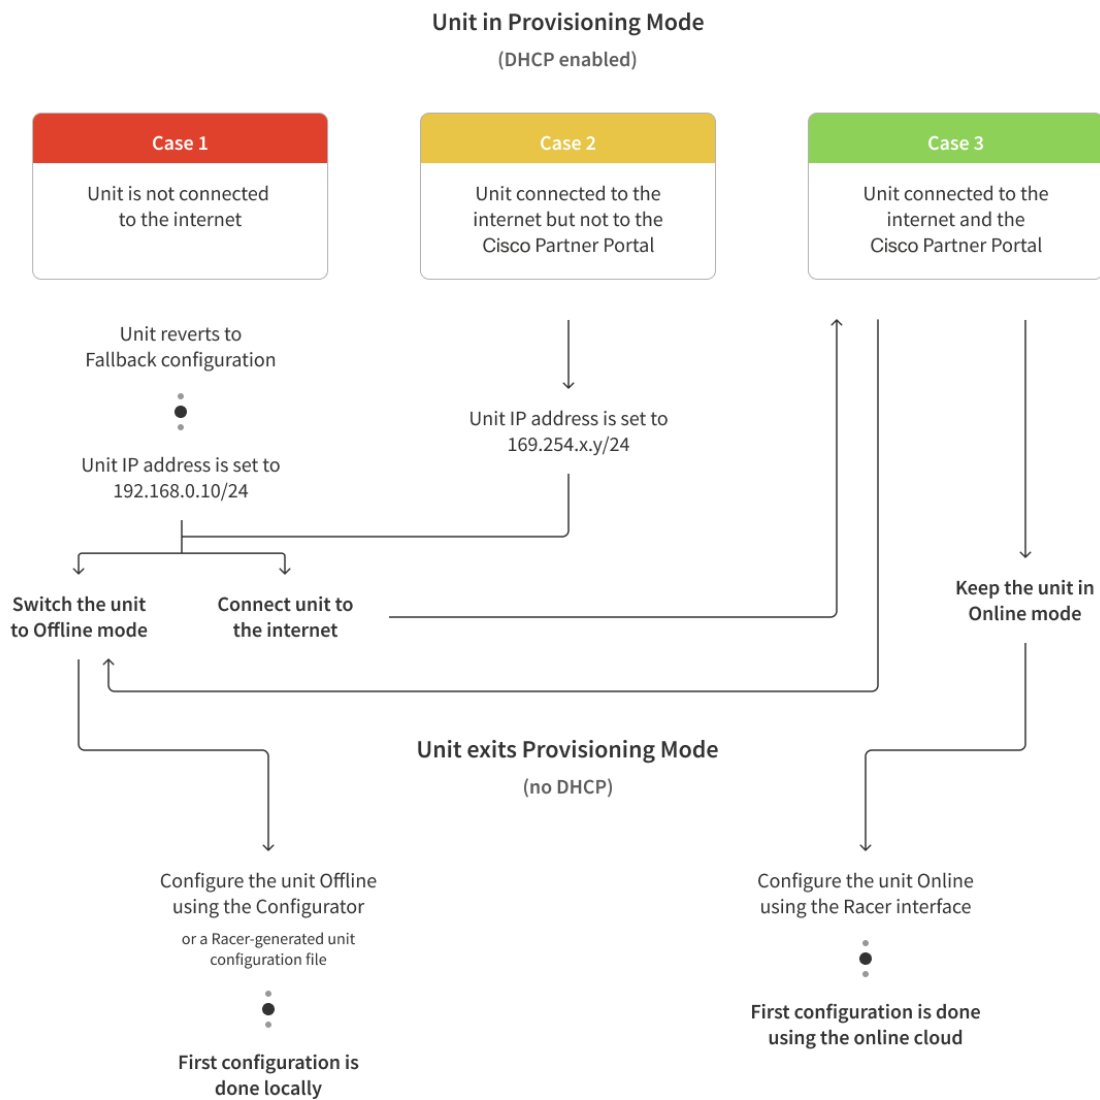 Unit in Provisioning Mode
(DHCP enabled)
Case 1
Unit is not connected
to the internet
Case 2
Unit connected to the
internet but not to the
Cisco Partner Portal
Case 3
Unit connected to the
internet and the
Cisco Partner Portal
Unit reverts to
Fallback configuration
Unit IP address is set to
192.168.0.10/24
Unit IP address is set to
169.254.x.y/24
Switch the unit
to Offline mode
Connect unit to
the internet
Keep the unit in
Online mode
Unit exits Provisioning Mode
(no DHCP)
Configure the unit Offline
using the Configurator
or a Racer-generated unit
configuration file
First configuration is
done locally
Configure the unit Online
using the Racer interface
First configuration is done
using the online cloud